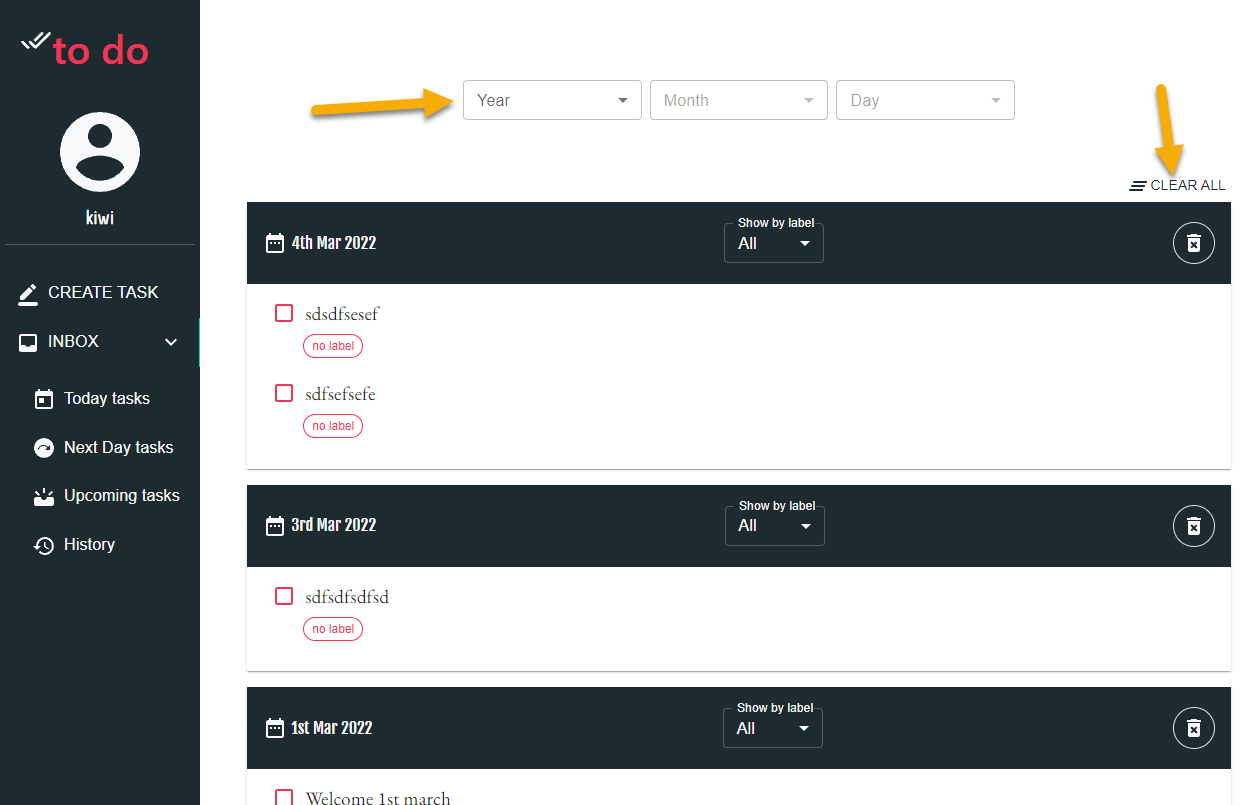 to do
kiwi
CREATE TASK
INBOX
Today tasks
Next Day tasks
Upcoming tasks
History
Year
Month
Day
CLEAR ALL
4th Mar 2022
Show by label
All
sdsdfsesef
no label
sdfsefsefe
no label
3rd Mar 2022
Show by label
All
sdfsdfsdfsd
no label
1st Mar 2022
Show by label
All
Welcome 1st march